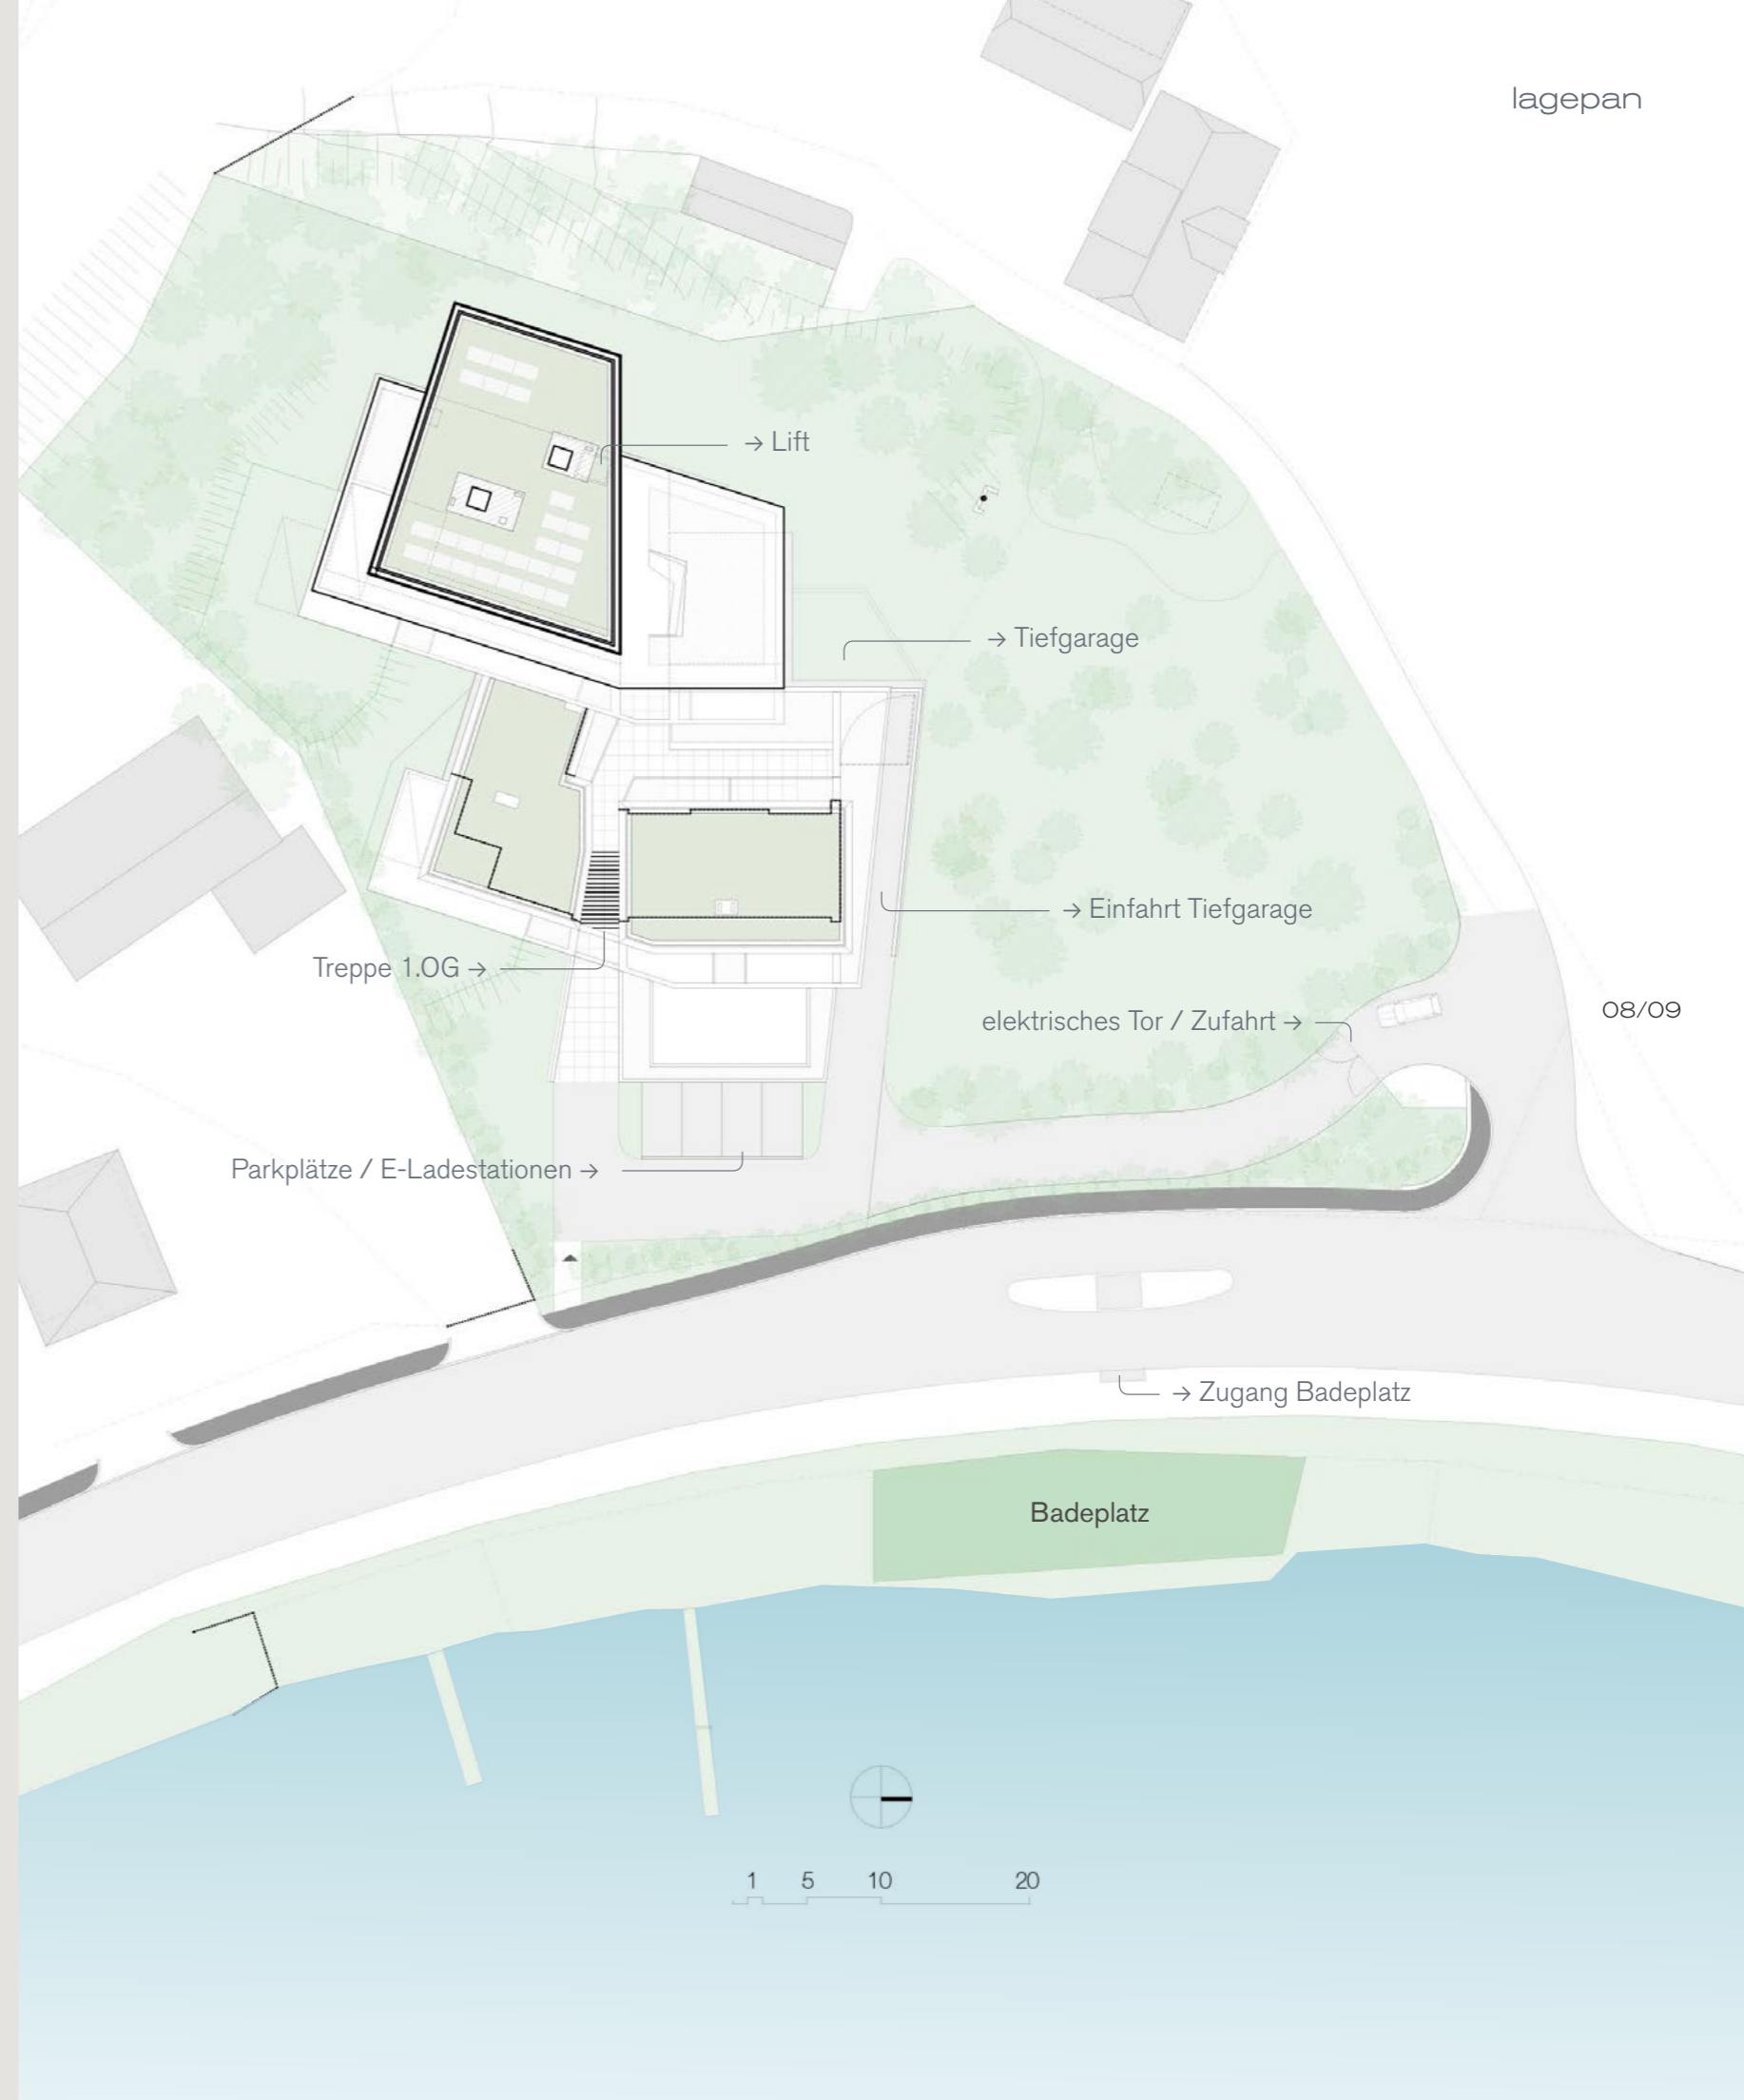 lagepan
→ Lift
→ Tiefgarage
→ Einfahrt Tiefgarage
Treppe 1.OG →
08/09
elektrisches Tor / Zufahrt →
Parkplätze / E-Ladestationen →
→ Zugang Badeplatz
Badeplatz
1 5 10 20